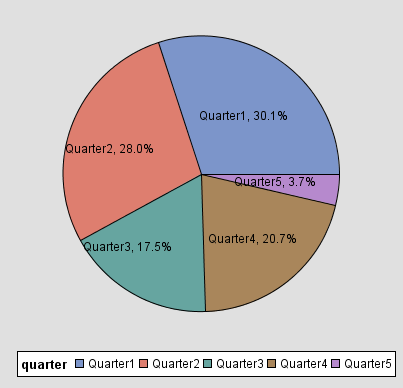 Quarter1, 30.1%
Quarter2, 28.0%
Quarter5, 3.7%
Quarter4, 20.7%
Quarter3, 17.5%
quarter Quarter1 Quarter2 Quarter3 Quarter4 Quarter5